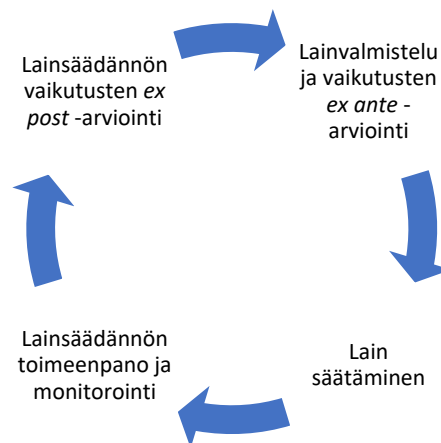 Lainsäädännön
vaikutusten ex
post -arviointi
Lainvalmistelu
ja vaikutusten
ex ante -
arviointi
Lain
säätäminen
Lainsäädännön
toimeenpano ja
monitorointi